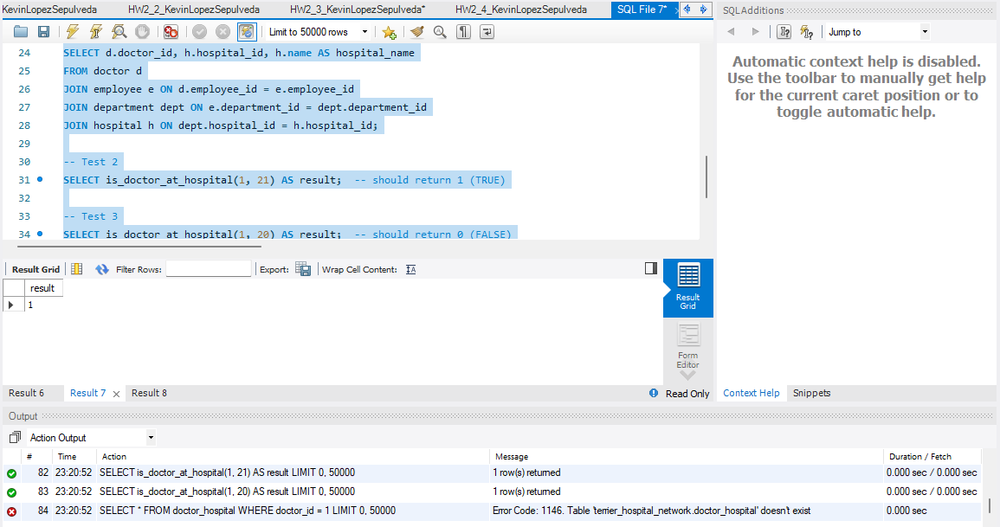 KevinLopezSepulveda HW2_2_KevinLopezSepulveda HW2_3_KevinLopezSepulveda* HW2_4_KevinLopezSepulveda SQL File 7*
SQLAdditions
Limit to 50000 rows
Jump to
24 SELECT d.doctor_id, h.hospital_id, h.name AS hospital_name
25 FROM doctor d
26 JOIN employee e ON d.employee_id = e.employee_id
27 JOIN department dept ON e.department_id = dept.department_id
28 JOIN hospital h ON dept.hospital_id = h.hospital_id;
29
30 -- Test 2
31 SELECT is_doctor_at_hospital(1, 21) AS result;  -- should return 1 (TRUE)
32
33 -- Test 3
34 SELECT is_doctor_at_hospital(1, 20) AS result;  -- should return 0 (FALSE)
Automatic context help is disabled.
Use the toolbar to manually get help
for the current caret position or to
toggle automatic help.
Result Grid Filter Rows: Export: Wrap Cell Content:
result
1
Result
Grid
Form
Editor
Result 6 Result 7 Result 8
Read Only
Context Help Snippets
Output
Action Output
# Time Action Message Duration / Fetch
82 23:20:52 SELECT is_doctor_at_hospital(1, 21) AS result LIMIT 0, 50000 1 row(s) returned 0.000 sec / 0.000 sec
83 23:20:52 SELECT is_doctor_at_hospital(1, 20) AS result LIMIT 0, 50000 1 row(s) returned 0.000 sec / 0.000 sec
84 23:20:52 SELECT * FROM doctor_hospital WHERE doctor_id = 1 LIMIT 0, 50000 Error Code: 1146. Table 'terrier_hospital_network.doctor_hospital' doesn't exist 0.000 sec